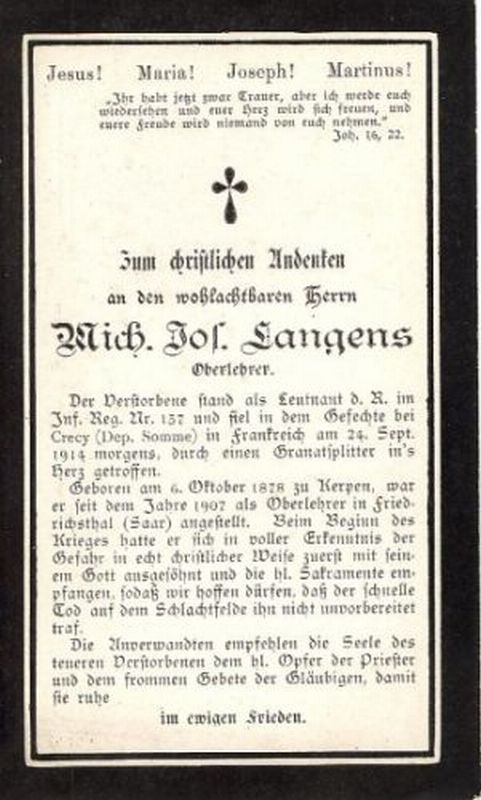 Jesus! Maria! Joseph! Martinus!
„Ihr habt jetzt zwar Trauer, aber ich werde euch
wiedersehen und euer Herz wird sich freuen, und
euere Freude wird niemand von euch nehmen.“
Joh. 16, 22.
Zum christlichen Andenken
an den wohlachtbaren Herrn
Mich. Jos. Langens
Oberlehrer.
Der Verstorbene stand als Leutnant d. R. im
Inf. Reg. Nr. 157 und fiel in dem Gefechte bei
Crecy (Dep. Somme) in Frankreich am 24. Sept.
1914 morgens, durch einen Granatsplitter in's
Herz getroffen.
Geboren am 6. Oktober 1878 zu Kerpen, war
er seit dem Jahre 1907 als Oberlehrer in Fried-
richsthal (Saar) angestellt. Beim Beginn des
Krieges hatte er sich in voller Erkenntnis der
Gefahr in echt christlicher Weise zuerst mit sein-
em Gott ausgesöhnt und die hl. Sakramente em-
pfangen, sodaß wir hoffen dürfen, daß der schnelle
Tod auf dem Schlachtfelde ihn nicht unvorbereitet
traf.
Die Anverwandten empfehlen die Seele des
teueren Verstorbenen dem hl. Opfer der Priester
und dem frommen Gebete der Gläubigen, damit
sie ruhe
im ewigen Frieden.